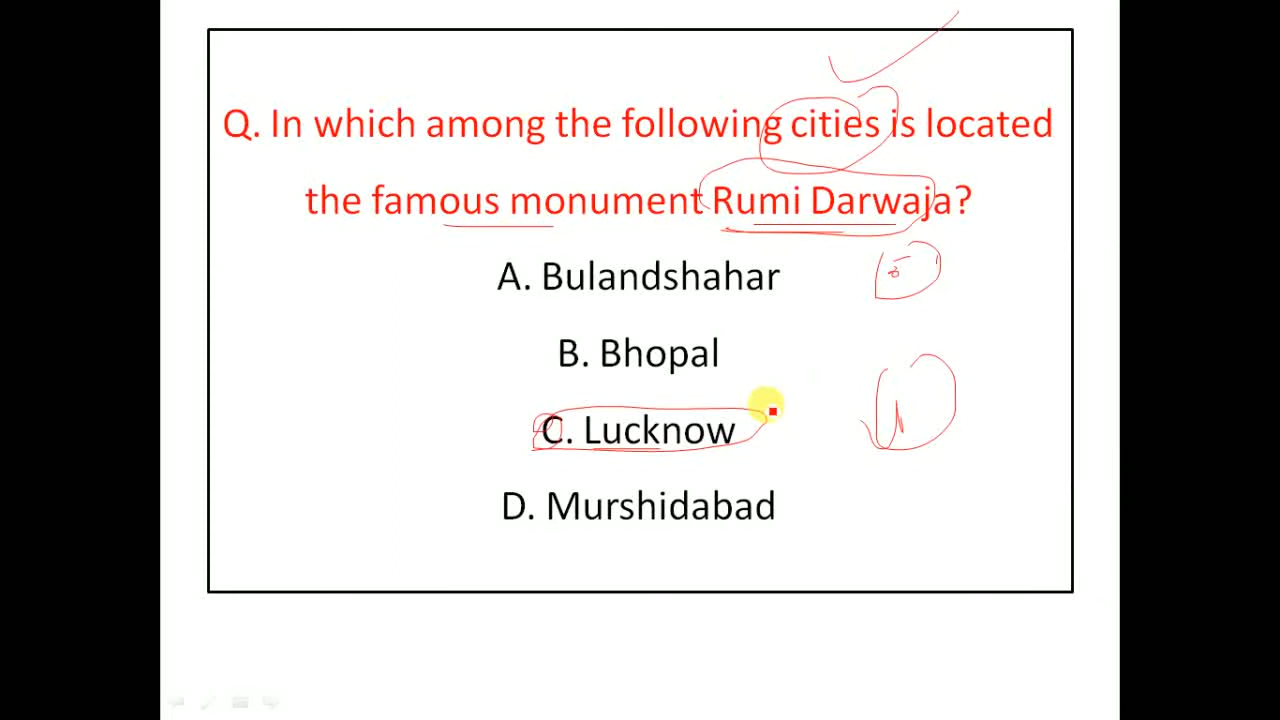 Q. In which among the following cities is located
the famous monument Rumi Darwaja?
A. Bulandshahar
B. Bhopal
C. Lucknow
D. Murshidabad